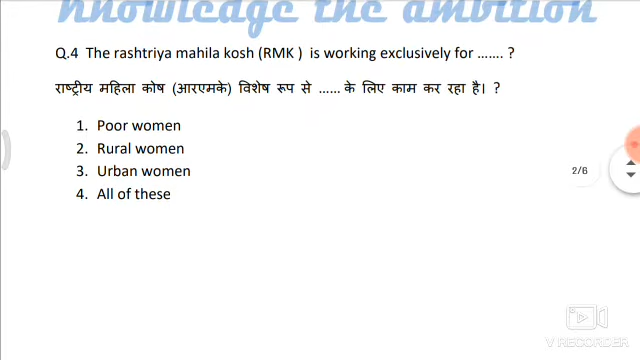 knowledge the ambition
Q.4 The rashtriya mahila kosh (RMK ) is working exclusively for ....... ?
राष्ट्रीय महिला कोष (आरएमके) विशेष रूप से ...... के लिए काम कर रहा है। ?
1. Poor women
2. Rural women
3. Urban women
4. All of these
2/6
V RECORDER